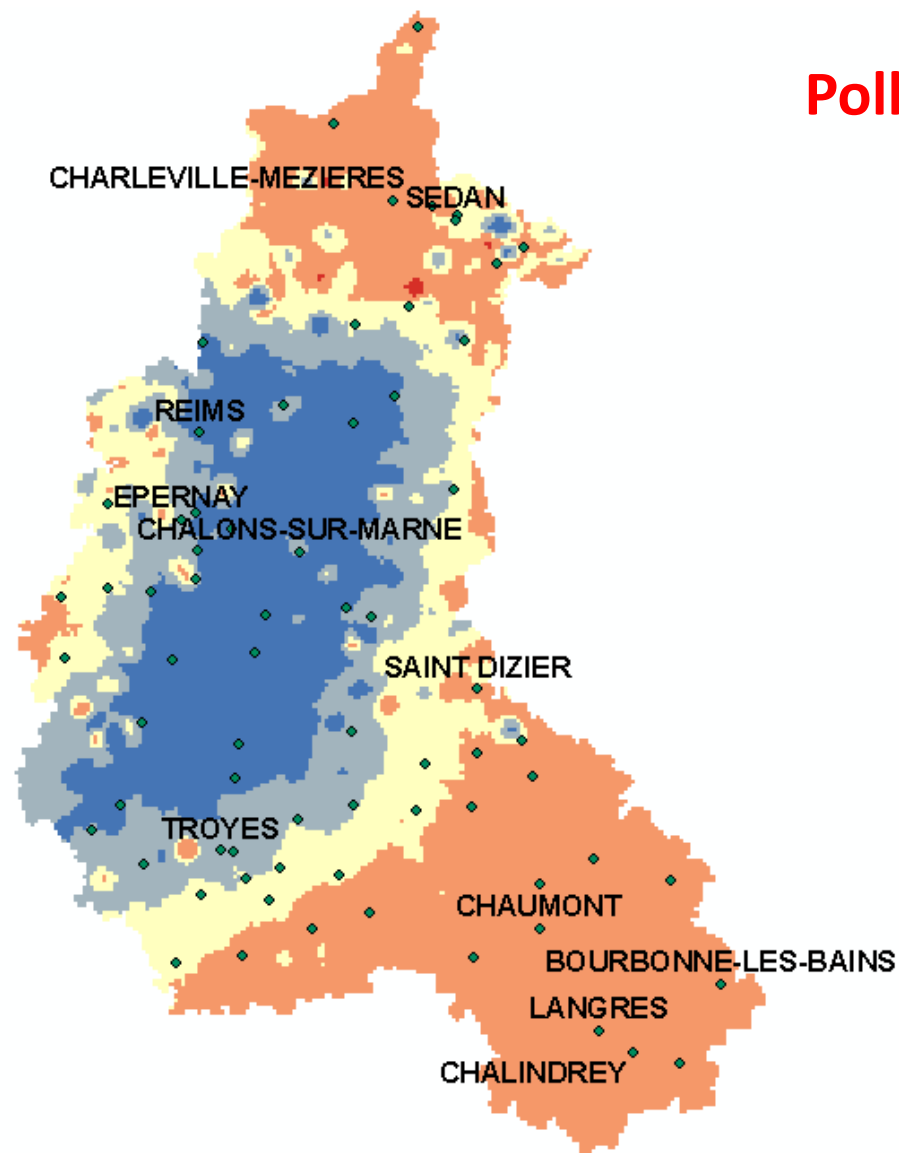 Poll
CHARLEVILLE-MEZIERES
SEDAN
REIMS
EPERNAY
CHALONS-SUR-MARNE
SAINT DIZIER
TROYES
CHAUMONT
BOURBONNE-LES-BAINS
LANGRES
CHALINDREY